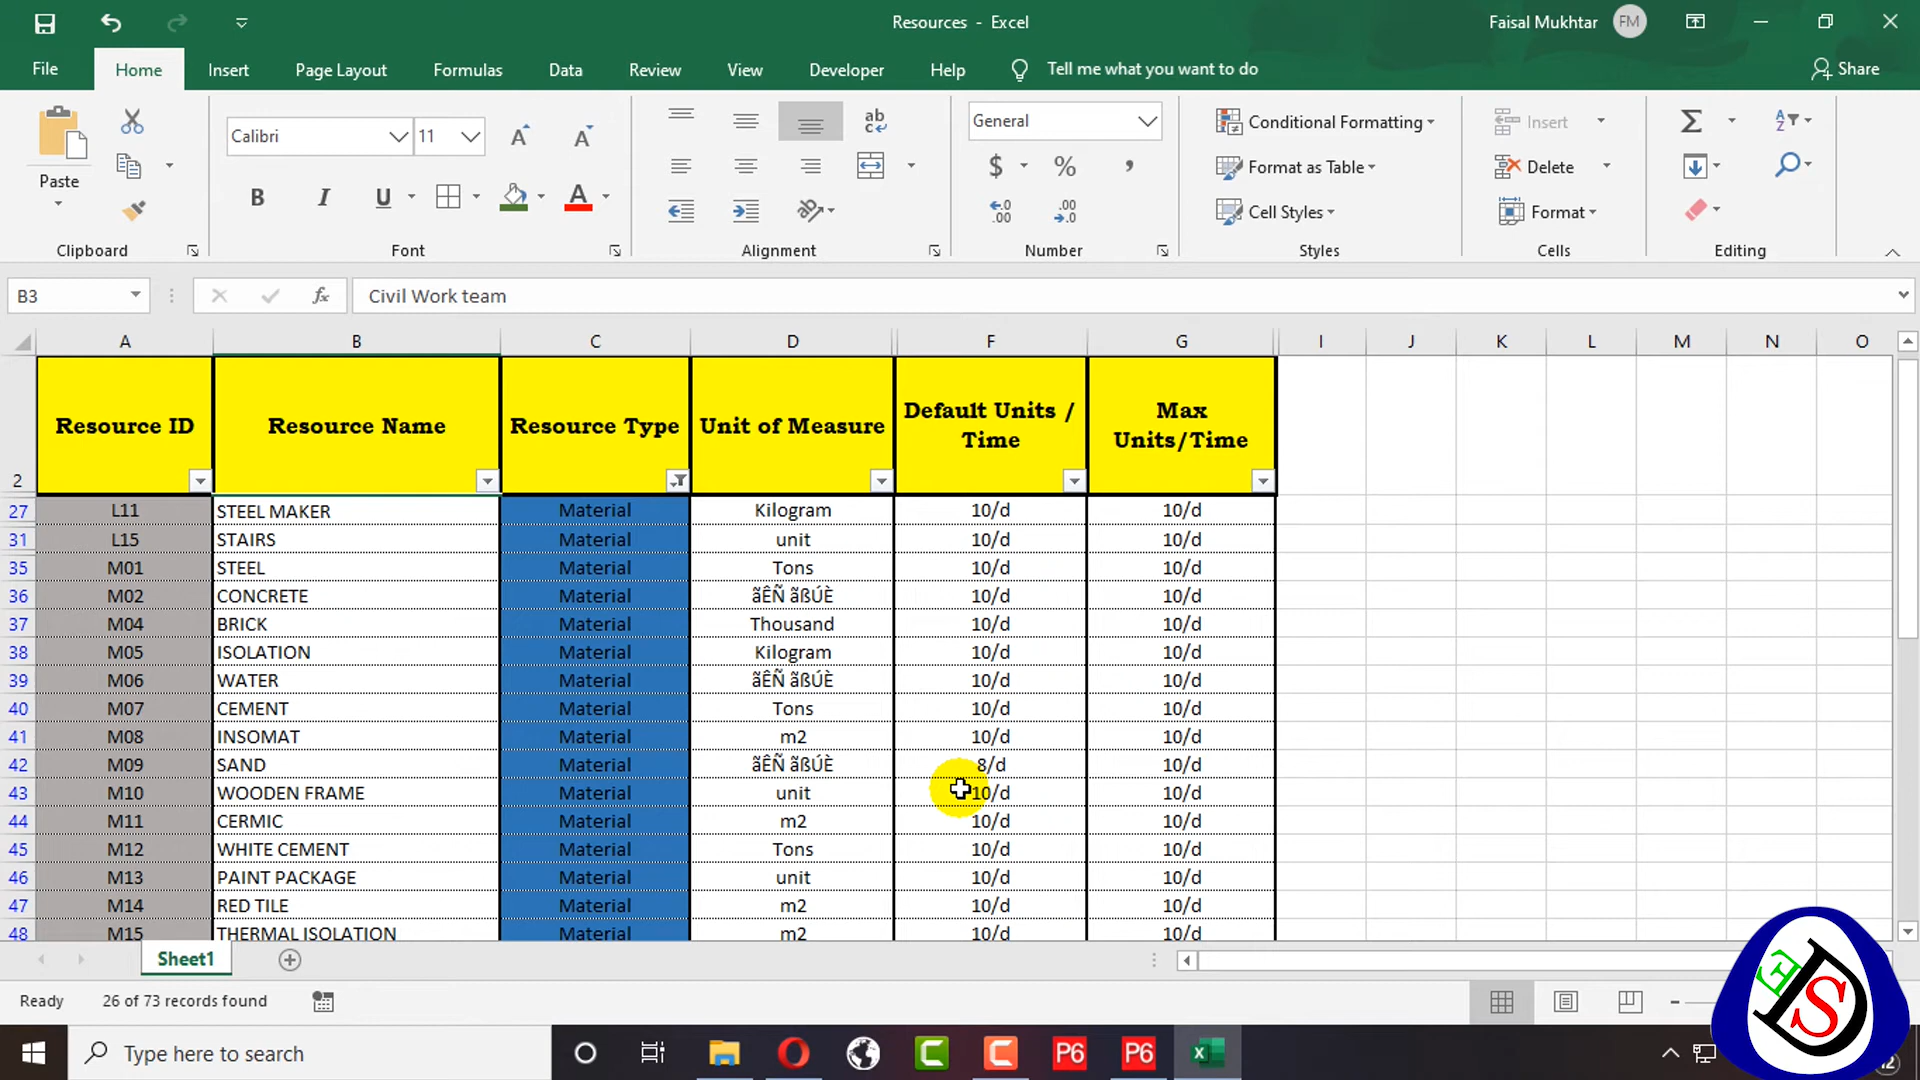 Resources - Excel
Faisal Mukhtar FM
File Home Insert Page Layout Formulas Data Review View Developer Help Tell me what you want to do Share
Paste
Calibri 11
General
Conditional Formatting
Format as Table
Cell Styles
Insert
Delete
Format
Clipboard Font Alignment Number Styles Cells Editing
B3 fx Civil Work team
A B C D F G I J K L M N O
2 Resource ID Resource Name Resource Type Unit of Measure Default Units / Time Max Units/Time
27 L11 STEEL MAKER Material Kilogram 10/d 10/d
31 L15 STAIRS Material unit 10/d 10/d
35 M01 STEEL Material Tons 10/d 10/d
36 M02 CONCRETE Material ãÊÑ ãßÚÈ 10/d 10/d
37 M04 BRICK Material Thousand 10/d 10/d
38 M05 ISOLATION Material Kilogram 10/d 10/d
39 M06 WATER Material ãÊÑ ãßÚÈ 10/d 10/d
40 M07 CEMENT Material Tons 10/d 10/d
41 M08 INSOMAT Material m2 10/d 10/d
42 M09 SAND Material ãÊÑ ãßÚÈ 8/d 10/d
43 M10 WOODEN FRAME Material unit 10/d 10/d
44 M11 CERMIC Material m2 10/d 10/d
45 M12 WHITE CEMENT Material Tons 10/d 10/d
46 M13 PAINT PACKAGE Material unit 10/d 10/d
47 M14 RED TILE Material m2 10/d 10/d
48 M15 THERMAL ISOLATION Material m2 10/d 10/d
Sheet1
Ready 26 of 73 records found
Type here to search
P6 P6